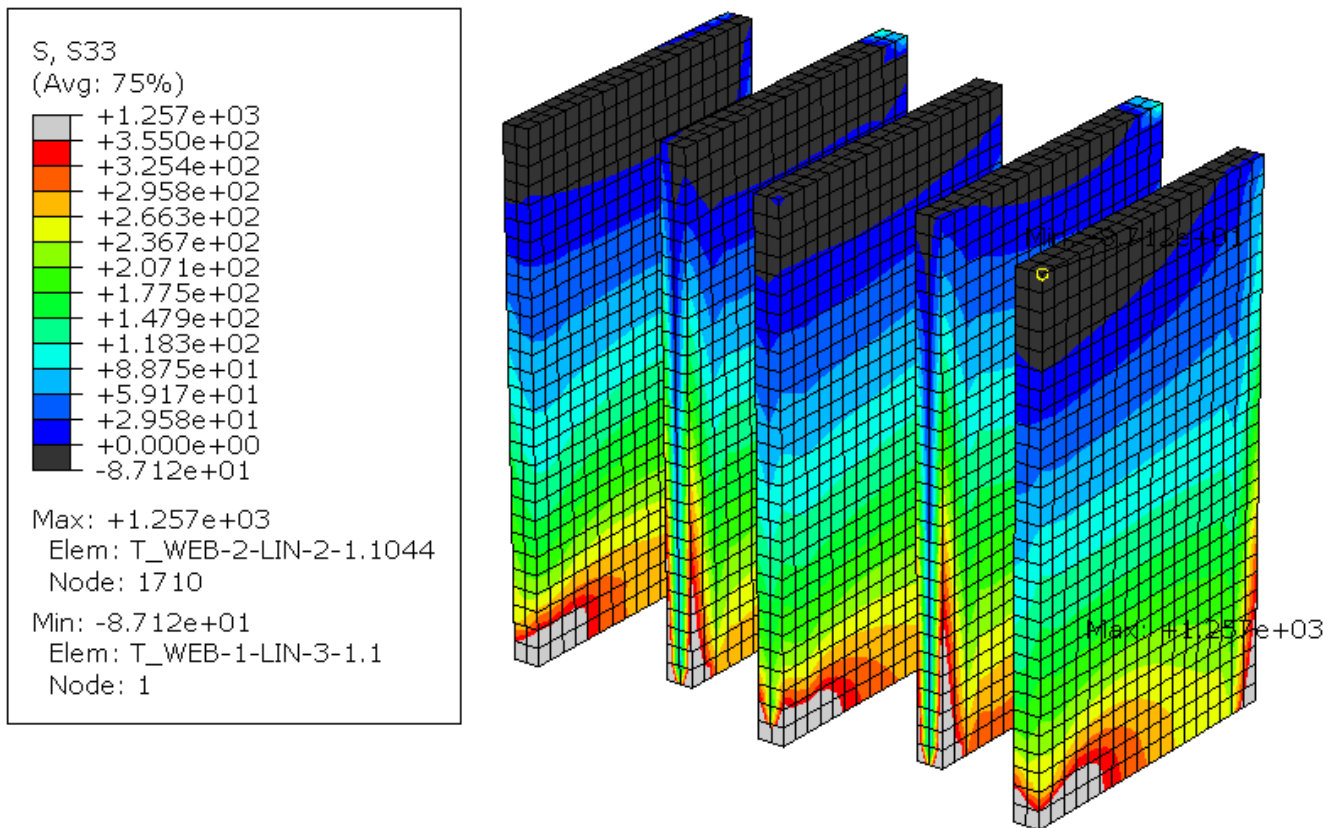 S, S33
(Avg: 75%)
+1.257e+03
+3.550e+02
+3.254e+02
+2.958e+02
+2.663e+02
+2.367e+02
+2.071e+02
+1.775e+02
+1.479e+02
+1.183e+02
+8.875e+01
+5.917e+01
+2.958e+01
+0.000e+00
-8.712e+01
Max: +1.257e+03
Elem: T_WEB-2-LIN-2-1.1044
Node: 1710
Min: -8.712e+01
Elem: T_WEB-1-LIN-3-1.1
Node: 1
Min: -8.712e+01
Max: +1.257e+03